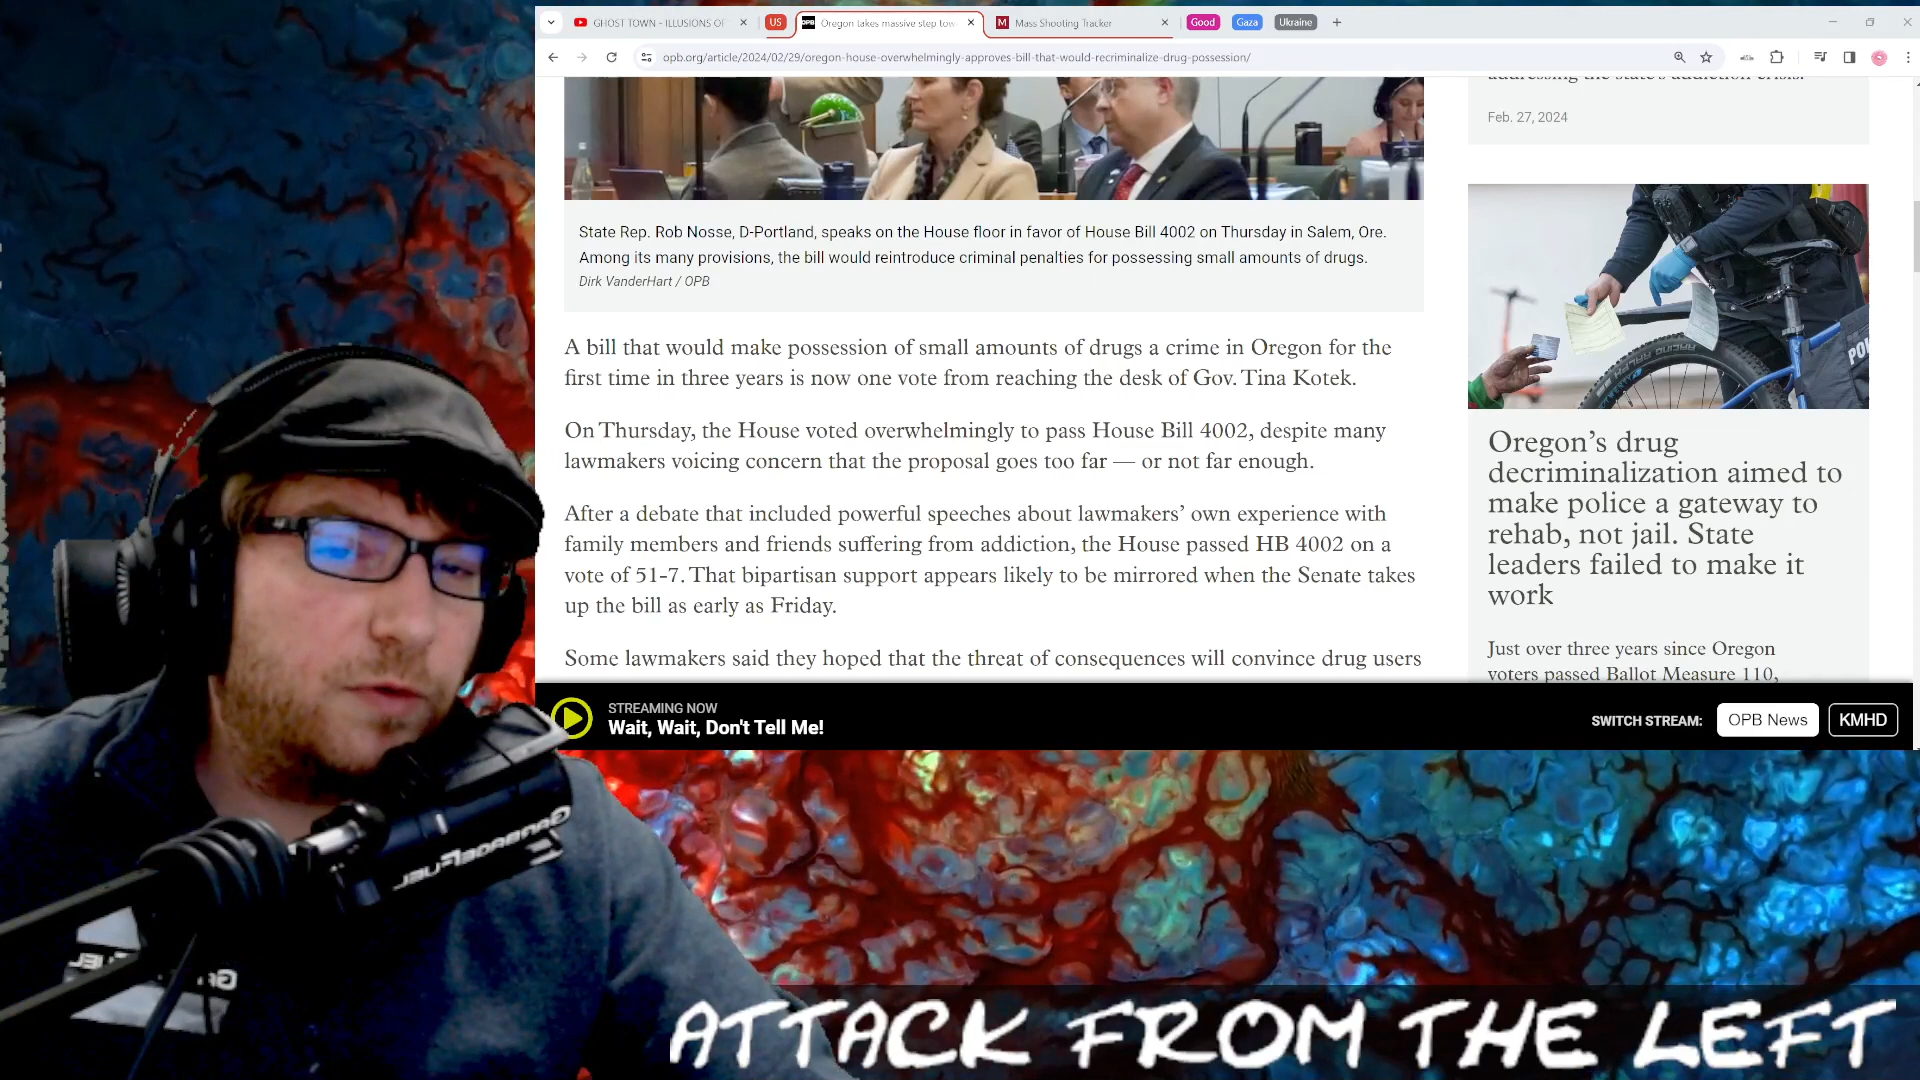 GHOST TOWN - ILLUSIONS OF
US
Oregon takes massive step tow
Mass Shooting Tracker
Good
Gaza
Ukraine
opb.org/article/2024/02/29/oregon-house-overwhelmingly-approves-bill-that-would-recriminalize-drug-possession/
State Rep. Rob Nosse, D-Portland, speaks on the House floor in favor of House Bill 4002 on Thursday in Salem, Ore.
Among its many provisions, the bill would reintroduce criminal penalties for possessing small amounts of drugs.
Dirk VanderHart / OPB
A bill that would make possession of small amounts of drugs a crime in Oregon for the
first time in three years is now one vote from reaching the desk of Gov. Tina Kotek.
On Thursday, the House voted overwhelmingly to pass House Bill 4002, despite many
lawmakers voicing concern that the proposal goes too far — or not far enough.
After a debate that included powerful speeches about lawmakers' own experience with
family members and friends suffering from addiction, the House passed HB 4002 on a
vote of 51-7. That bipartisan support appears likely to be mirrored when the Senate takes
up the bill as early as Friday.
Some lawmakers said they hoped that the threat of consequences will convince drug users
addressing the state's addiction crisis.
Feb. 27, 2024
Oregon's drug
decriminalization aimed to
make police a gateway to
rehab, not jail. State
leaders failed to make it
work
Just over three years since Oregon
voters passed Ballot Measure 110,
STREAMING NOW
Wait, Wait, Don't Tell Me!
SWITCH STREAM:
OPB News
KMHD
ATTACK FROM THE LEFT